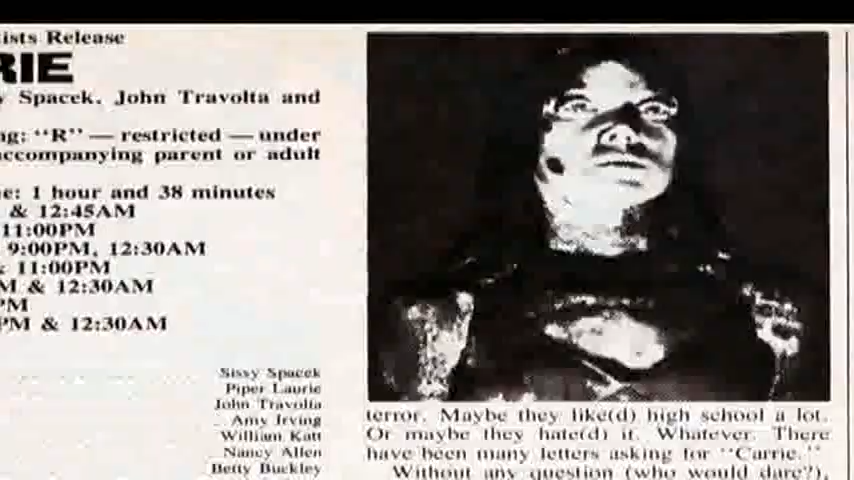 ists Release
RIE
y Spacek, John Travolta and
ng: "R" — restricted — under
accompanying parent or adult
e: 1 hour and 38 minutes
& 12:45AM
11:00PM
9:00PM, 12:30AM
& 11:00PM
M & 12:30AM
PM
PM & 12:30AM
Sissy Spacek
Piper Laurie
John Travolta
Amy Irving
William Katt
Nancy Allen
Betty Buckley
terror. Maybe they like(d) high school a lot.
Or maybe they hate(d) it. Whatever. There
have been many letters asking for "Carrie."
Without any question (who would dare?),